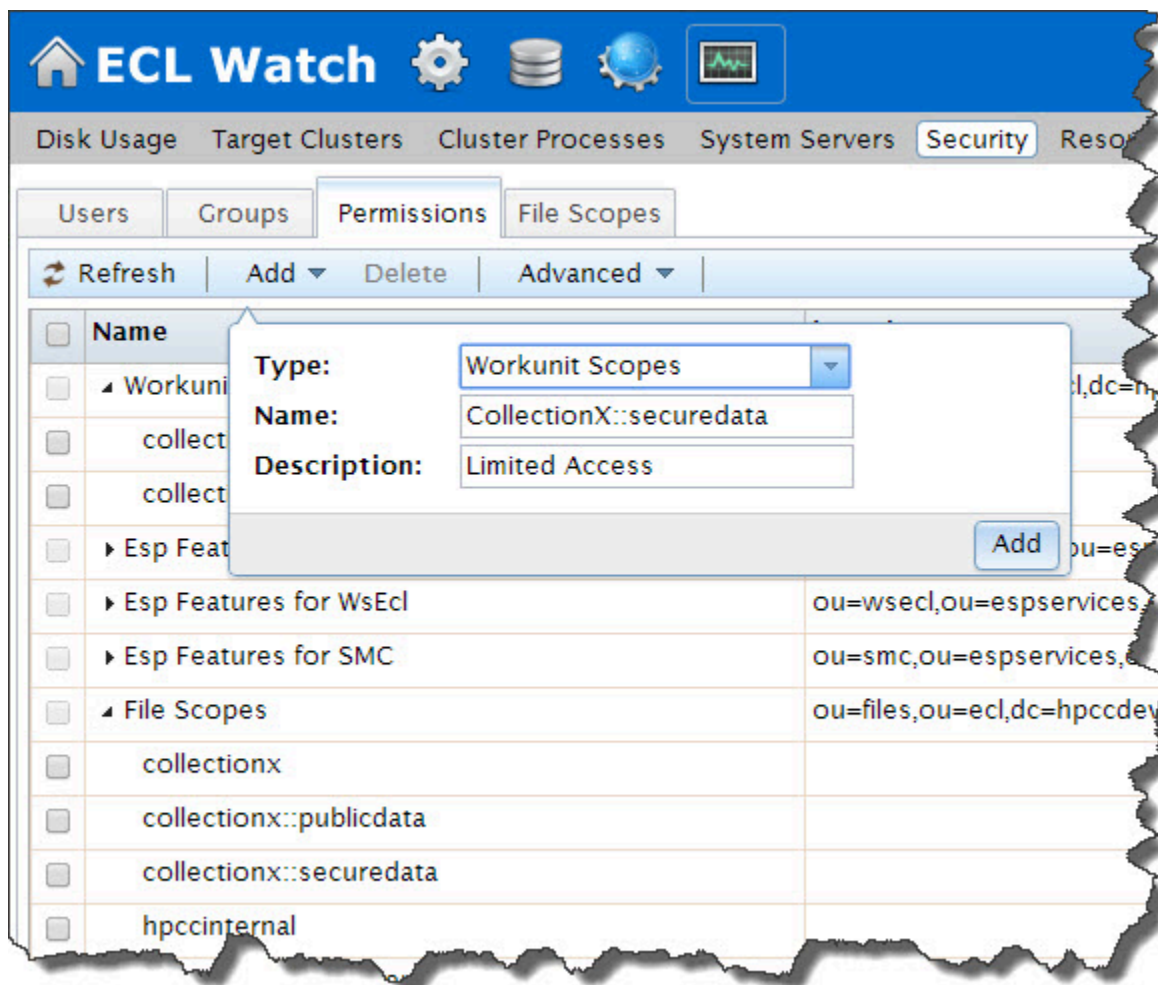 ECL Watch
Disk Usage Target Clusters Cluster Processes System Servers Security
Users Groups Permissions File Scopes
Refresh Add Delete Advanced
Name
Type: Workunit Scopes
Name: CollectionX::securedata
Description: Limited Access
Add
Esp Features for WsEcl ou=wsecl,ou=espservices,
Esp Features for SMC ou=smc,ou=espservices,
File Scopes ou=files,ou=ecl,dc=hpccdev
collectionx
collectionx::publicdata
collectionx::securedata
hpccinternal